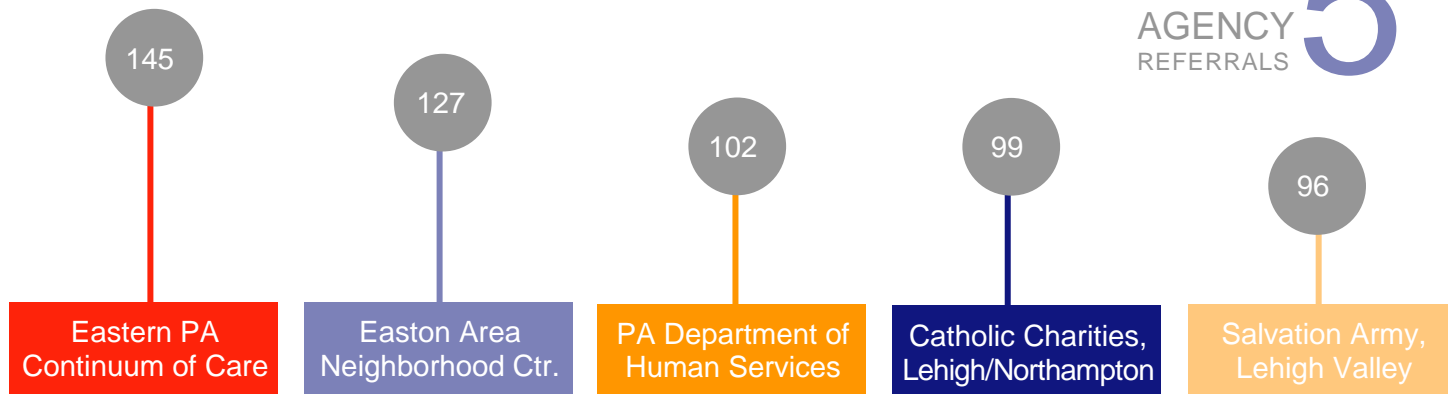 AGENCY 5
REFERRALS
145
127
102
99
96
Eastern PA
Continuum of Care
Easton Area
Neighborhood Ctr.
PA Department of
Human Services
Catholic Charities,
Lehigh/Northampton
Salvation Army,
Lehigh Valley